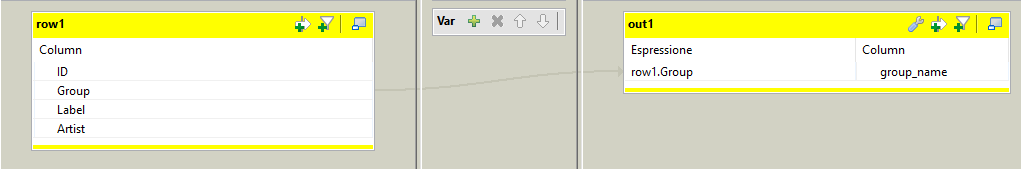 row1
Column
ID
Group
Label
Artist
Var
out1
Espressione Column
row1.Group group_name